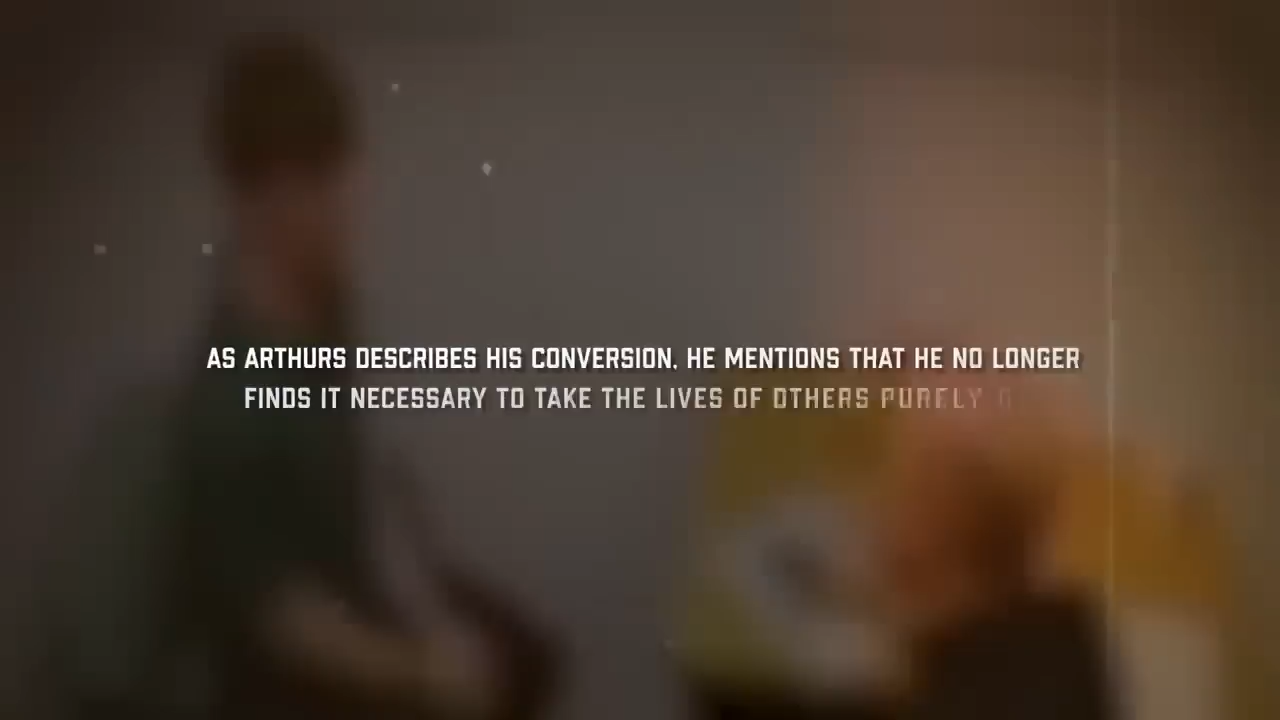 AS ARTHURS DESCRIBES HIS CONVERSION, HE MENTIONS THAT HE NO LONGER
FINDS IT NECESSARY TO TAKE THE LIVES OF OTHERS PURELY